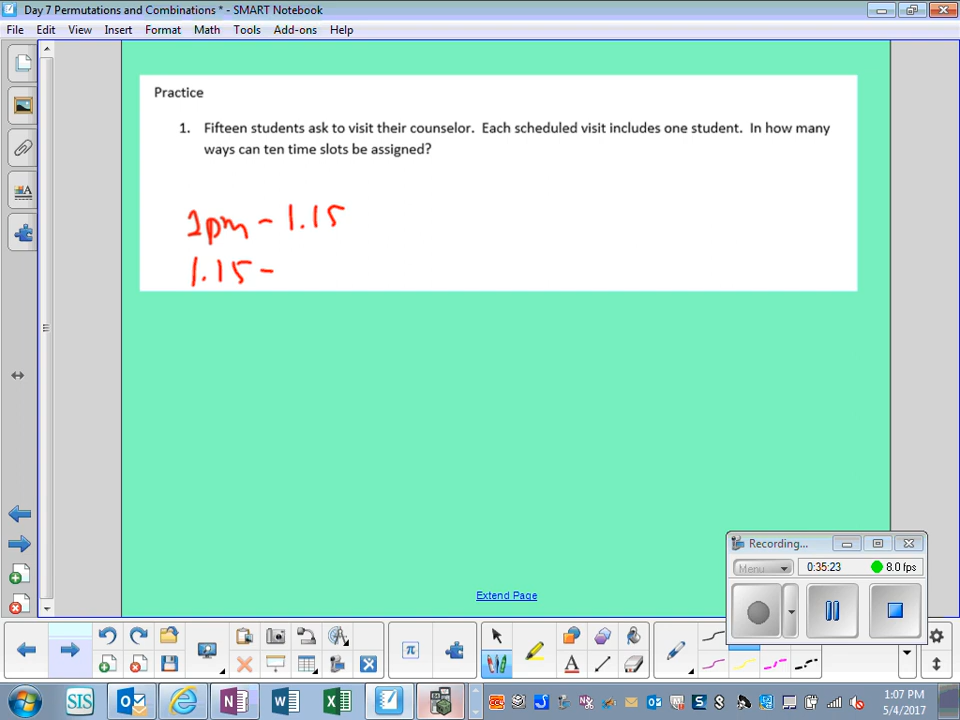 Day 7 Permutations and Combinations * - SMART Notebook
File Edit View Insert Format Math Tools Add-ons Help
Practice
1. Fifteen students ask to visit their counselor. Each scheduled visit includes one student. In how many
ways can ten time slots be assigned?
1pm - 1.15
1.15 -
Recording...
Menu
0:35:23
8.0 fps
Extend Page
SIS
1:07 PM
5/4/2017